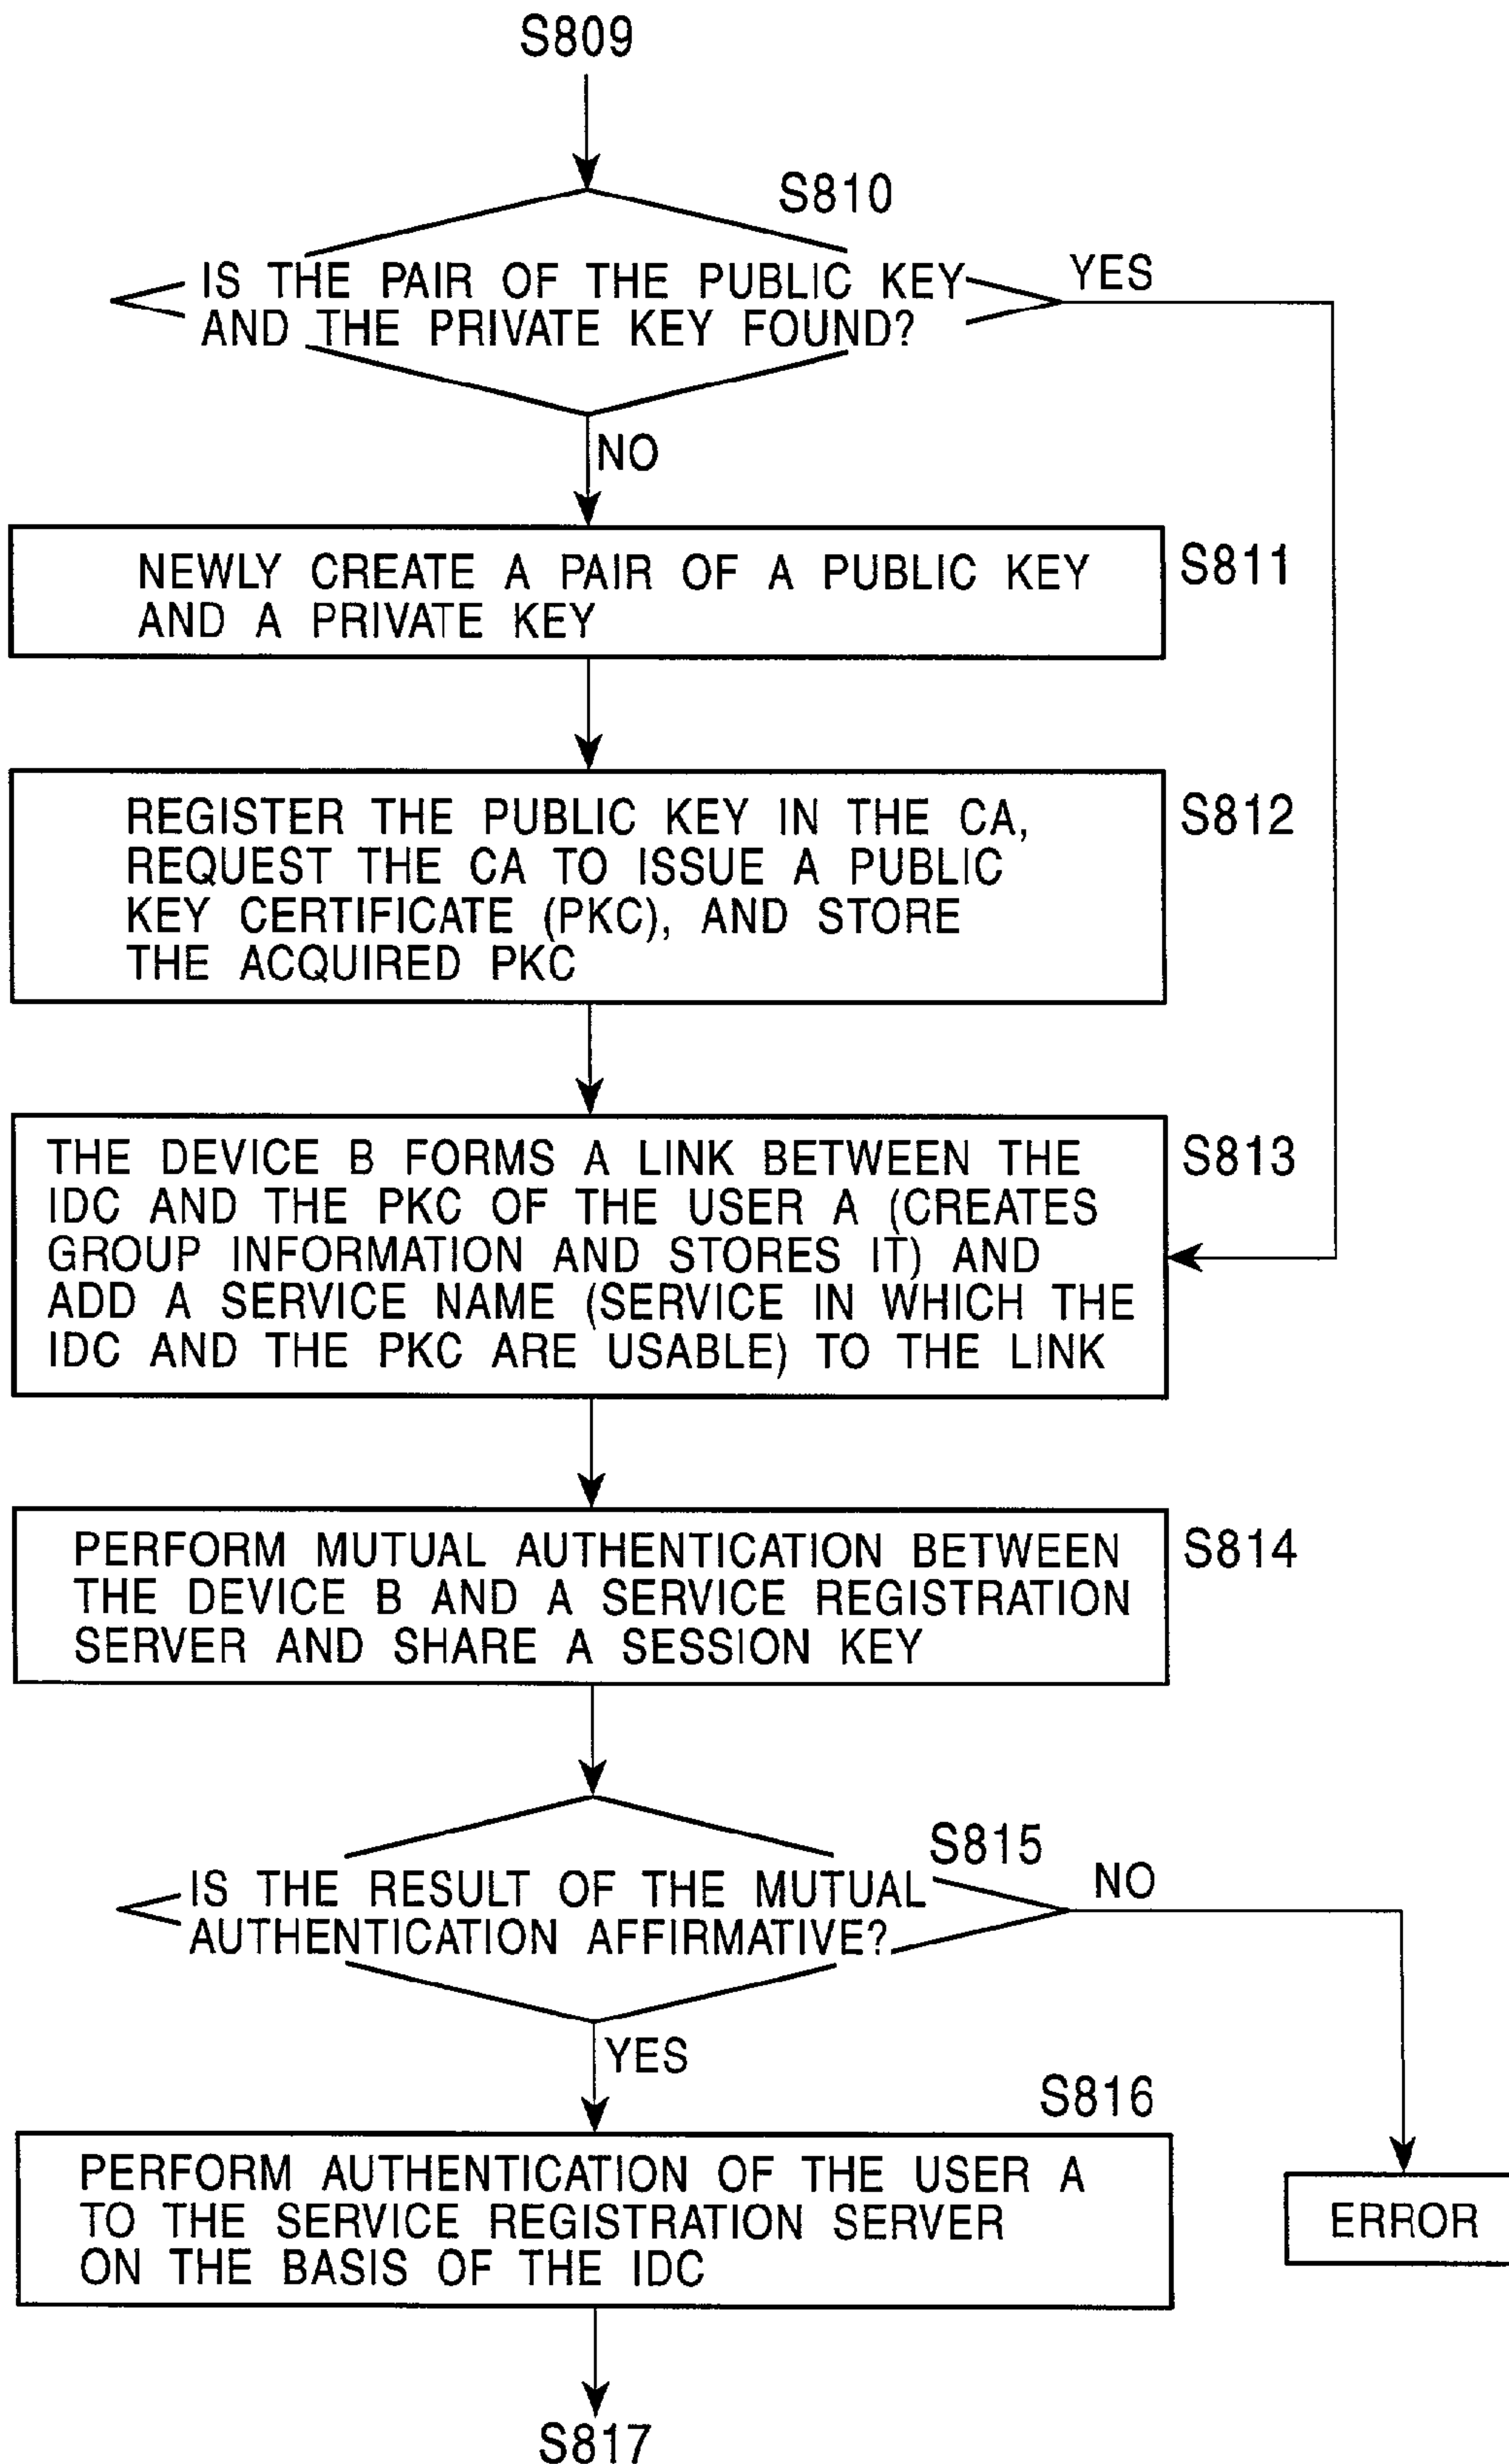 S809
S810
IS THE PAIR OF THE PUBLIC KEY
AND THE PRIVATE KEY FOUND?
YES
NO
NEWLY CREATE A PAIR OF A PUBLIC KEY
AND A PRIVATE KEY
S811
REGISTER THE PUBLIC KEY IN THE CA,
REQUEST THE CA TO ISSUE A PUBLIC
KEY CERTIFICATE (PKC), AND STORE
THE ACQUIRED PKC
S812
THE DEVICE B FORMS A LINK BETWEEN THE
IDC AND THE PKC OF THE USER A (CREATES
GROUP INFORMATION AND STORES IT) AND
ADD A SERVICE NAME (SERVICE IN WHICH THE
IDC AND THE PKC ARE USABLE) TO THE LINK
S813
PERFORM MUTUAL AUTHENTICATION BETWEEN
THE DEVICE B AND A SERVICE REGISTRATION
SERVER AND SHARE A SESSION KEY
S814
S815
IS THE RESULT OF THE MUTUAL
AUTHENTICATION AFFIRMATIVE?
NO
YES
S816
PERFORM AUTHENTICATION OF THE USER A
TO THE SERVICE REGISTRATION SERVER
ON THE BASIS OF THE IDC
ERROR
S817